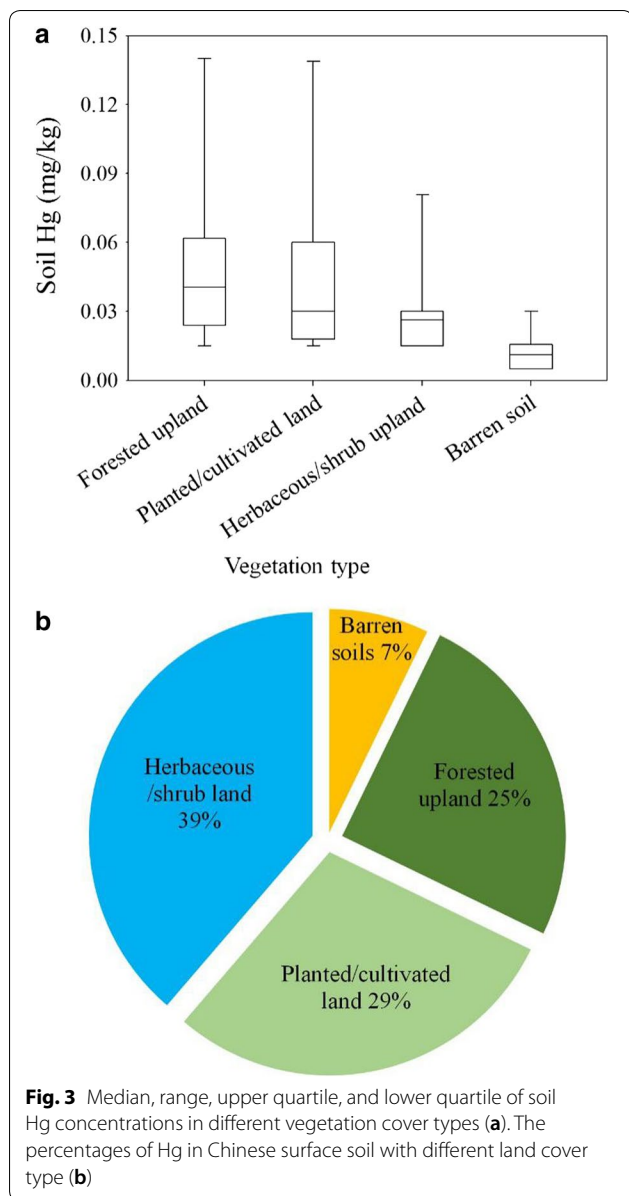 a
0.15
0.12
0.09
0.06
0.03
0.00
Soil Hg (mg/kg)
Forested upland
Planted/cultivated land
Herbaceous/shrub upland
Barren soil
Vegetation type
b
Barren
soils 7%
Forested
upland 25%
Planted/cultivated
land 29%
Herbaceous
/shrub land
39%
Fig. 3 Median, range, upper quartile, and lower quartile of soil
Hg concentrations in different vegetation cover types (a). The
percentages of Hg in Chinese surface soil with different land cover
type (b)